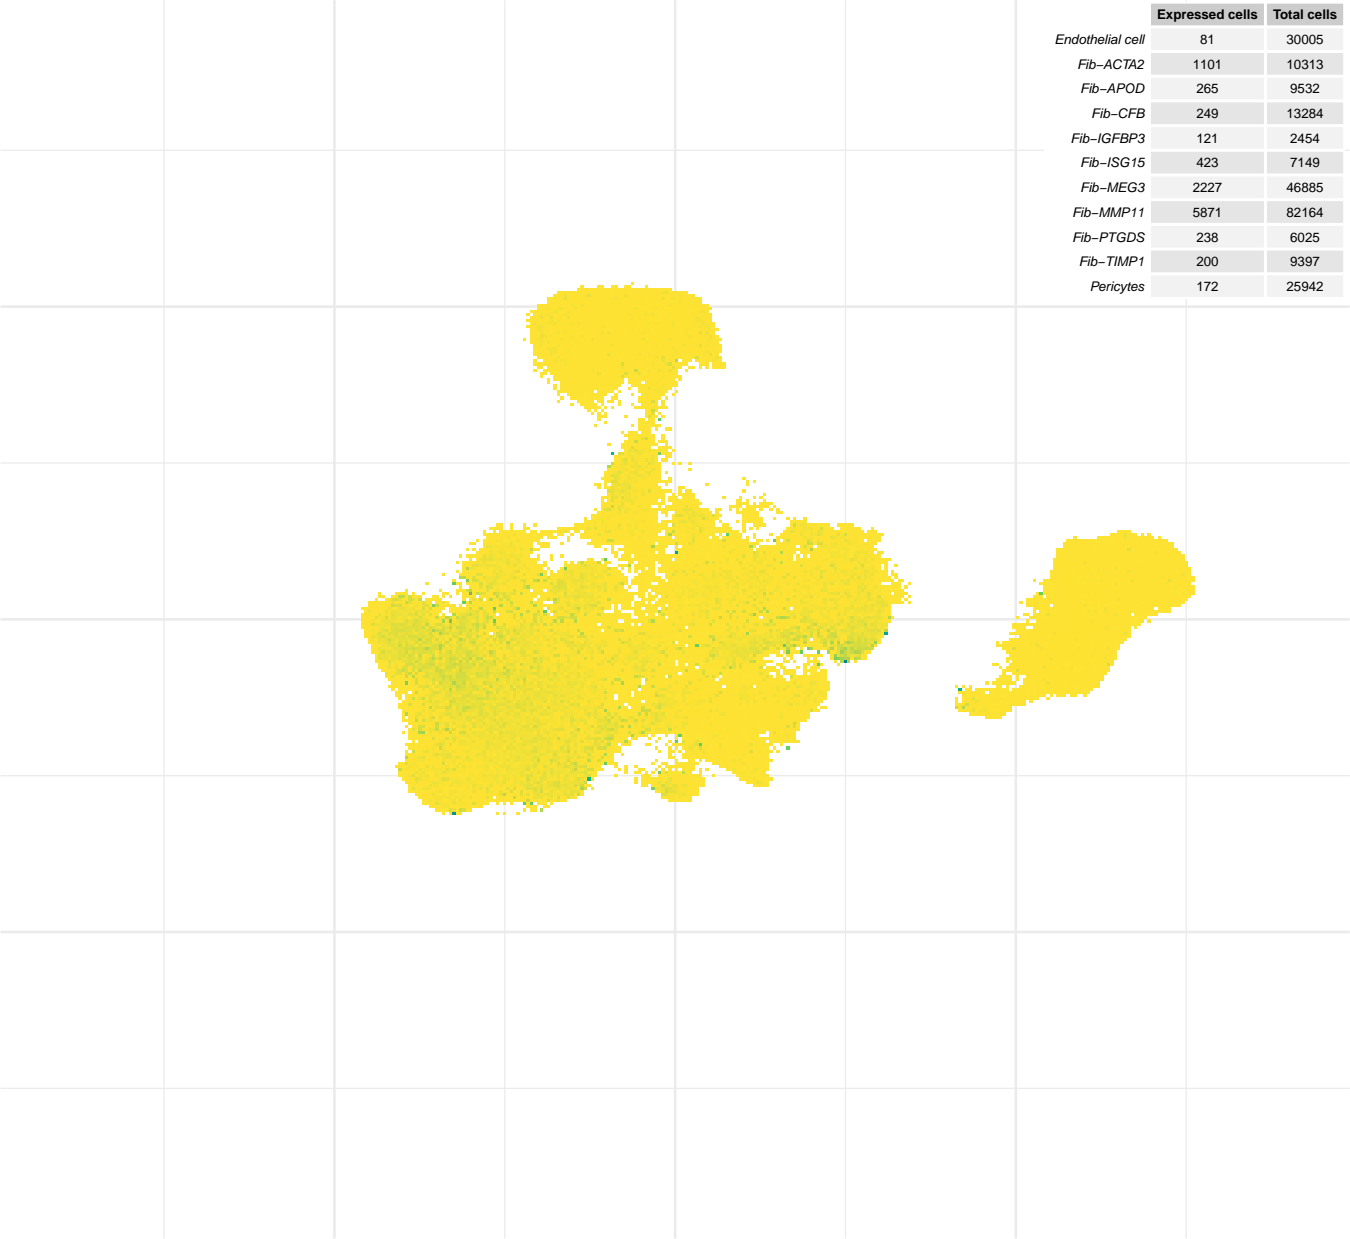 Expressed cells Total cells
Endothelial cell 81 30005
Fib−ACTA2 1101 10313
Fib−APOD 265 9532
Fib−CFB 249 13284
Fib−IGFBP3 121 2454
Fib−ISG15 423 7149
Fib−MEG3 2227 46885
Fib−MMP11 5871 82164
Fib−PTGDS 238 6025
Fib−TIMP1 200 9397
Pericytes 172 25942